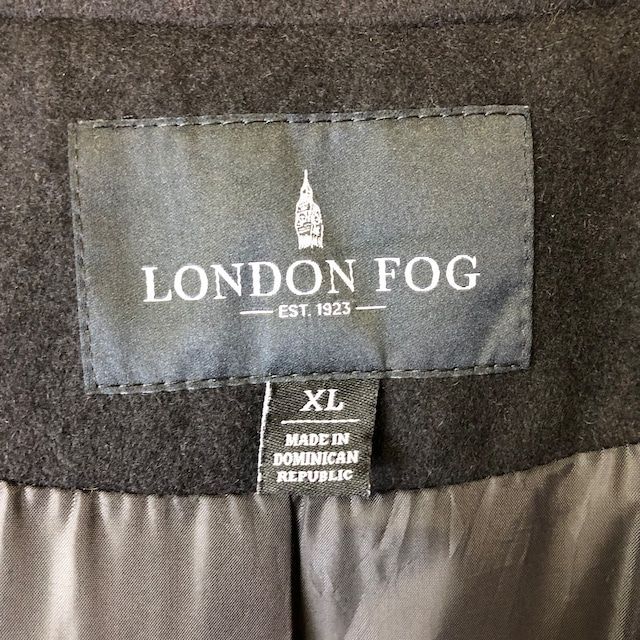 LONDON FOG
EST. 1923
XL
MADE IN
DOMINICAN
REPUBLIC